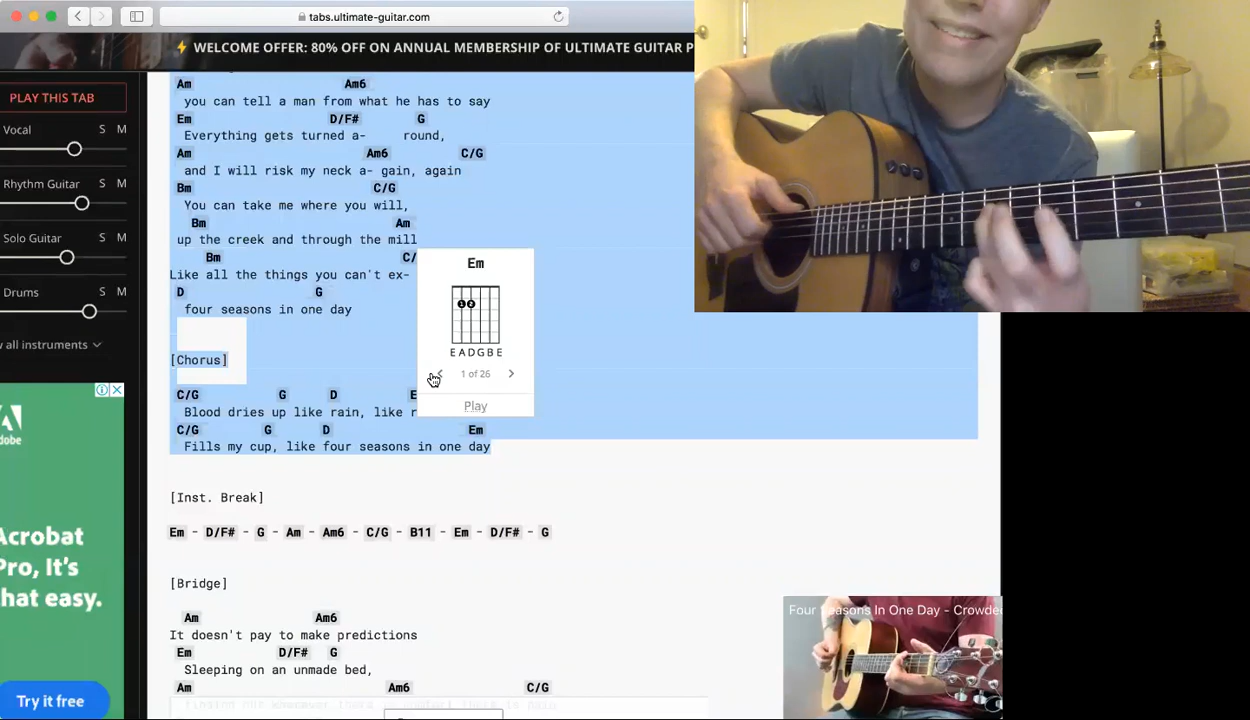 tabs.ultimate-guitar.com
WELCOME OFFER: 80% OFF ON ANNUAL MEMBERSHIP OF ULTIMATE GUITAR P
PLAY THIS TAB
Vocal S M
Rhythm Guitar S M
Solo Guitar S M
Drums S M
all instruments
Am Am6
you can tell a man from what he has to say
Em D/F# G
Everything gets turned a- round,
Am Am6 C/G
and I will risk my neck a- gain, again
Bm C/G
You can take me where you will,
Bm Am
up the creek and through the mill
Bm C/
Like all the things you can't ex-
D G
four seasons in one day
[Chorus]
C/G G D E
Blood dries up like rain, like r
C/G G D Em
Fills my cup, like four seasons in one day
Em
1 2
E A D G B E
1 of 26
Play
[Inst. Break]
Em - D/F# - G - Am - Am6 - C/G - B11 - Em - D/F# - G
[Bridge]
Am Am6
It doesn't pay to make predictions
Em D/F# G
Sleeping on an unmade bed,
Am Am6 C/G
dobe
Acrobat
Pro, It's
hat easy.
Try it free
Four Seasons In One Day - Crowde